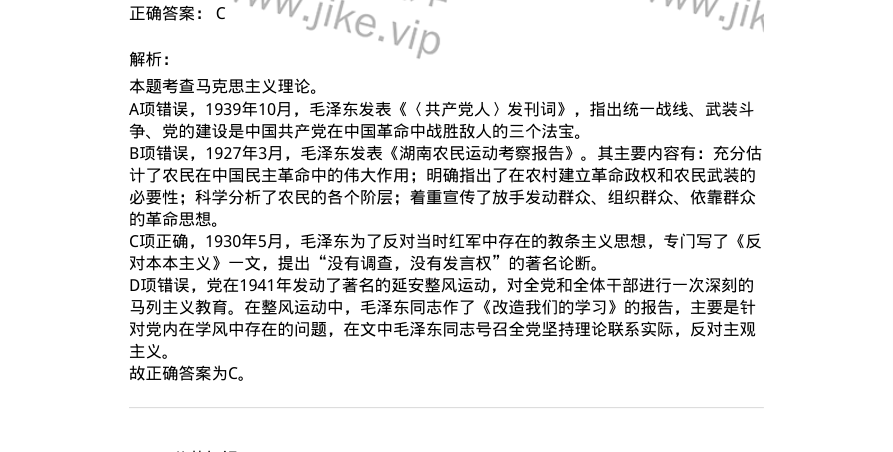 www.jike.vip
正确答案： C
解析：
本题考查马克思主义理论。
A项错误，1939年10月，毛泽东发表《〈共产党人〉发刊词》，指出统一战线、武装斗
争、党的建设是中国共产党在中国革命中战胜敌人的三个法宝。
B项错误，1927年3月，毛泽东发表《湖南农民运动考察报告》。其主要内容有：充分估
计了农民在中国民主革命中的伟大作用；明确指出了在农村建立革命政权和农民武装的
必要性；科学分析了农民的各个阶层；着重宣传了放手发动群众、组织群众、依靠群众
的革命思想。
C项正确，1930年5月，毛泽东为了反对当时红军中存在的教条主义思想，专门写了《反
对本本主义》一文，提出“没有调查，没有发言权”的著名论断。
D项错误，党在1941年发动了著名的延安整风运动，对全党和全体干部进行一次深刻的
马列主义教育。在整风运动中，毛泽东同志作了《改造我们的学习》的报告，主要是针
对党内在学风中存在的问题，在文中毛泽东同志号召全党坚持理论联系实际，反对主观
主义。
故正确答案为C。